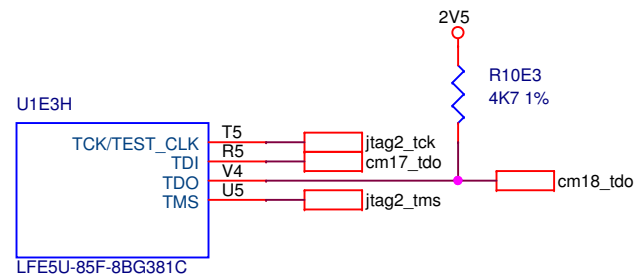 2V5
R10E3
4K7 1%
U1E3H
TCK/TEST_CLK T5 jtag2_tck
TDI R5 cm17_tdo
TDO V4 cm18_tdo
TMS U5 jtag2_tms
LFE5U-85F-8BG381C